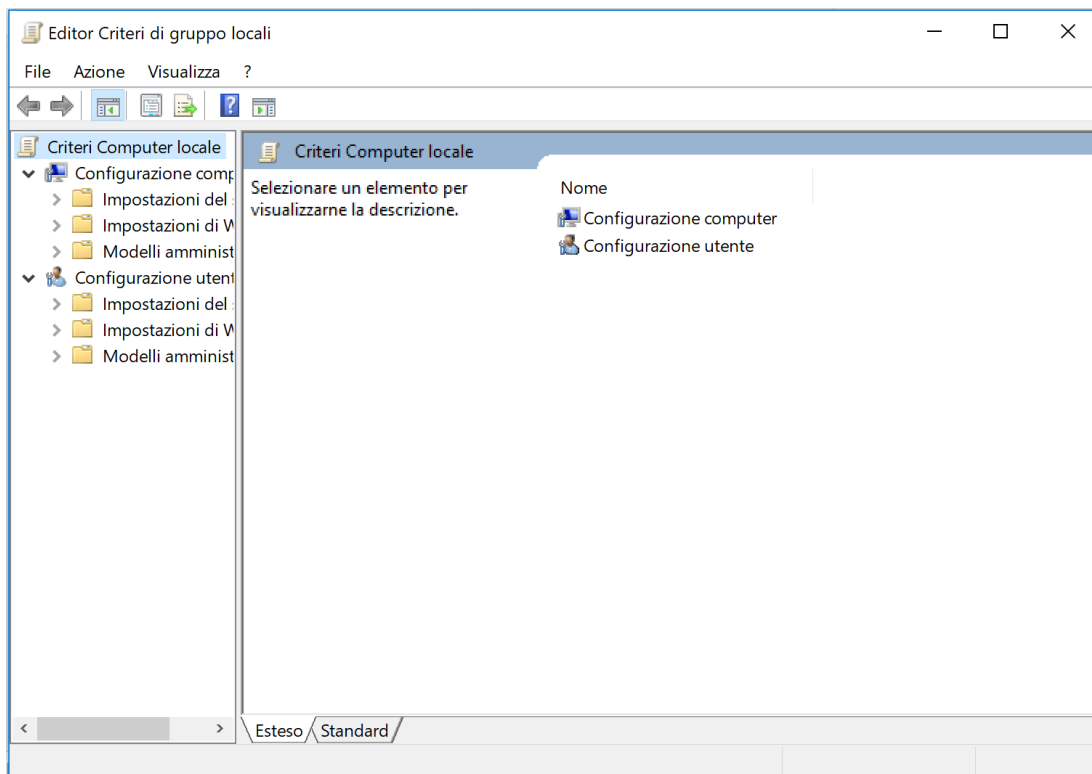 Editor Criteri di gruppo locali
File Azione Visualizza ?
Criteri Computer locale
Configurazione comp
Impostazioni del
Impostazioni di W
Modelli amminist
Configurazione utent
Impostazioni del
Impostazioni di W
Modelli amminist
Criteri Computer locale
Selezionare un elemento per
visualizzarne la descrizione.
Nome
Configurazione computer
Configurazione utente
Esteso Standard